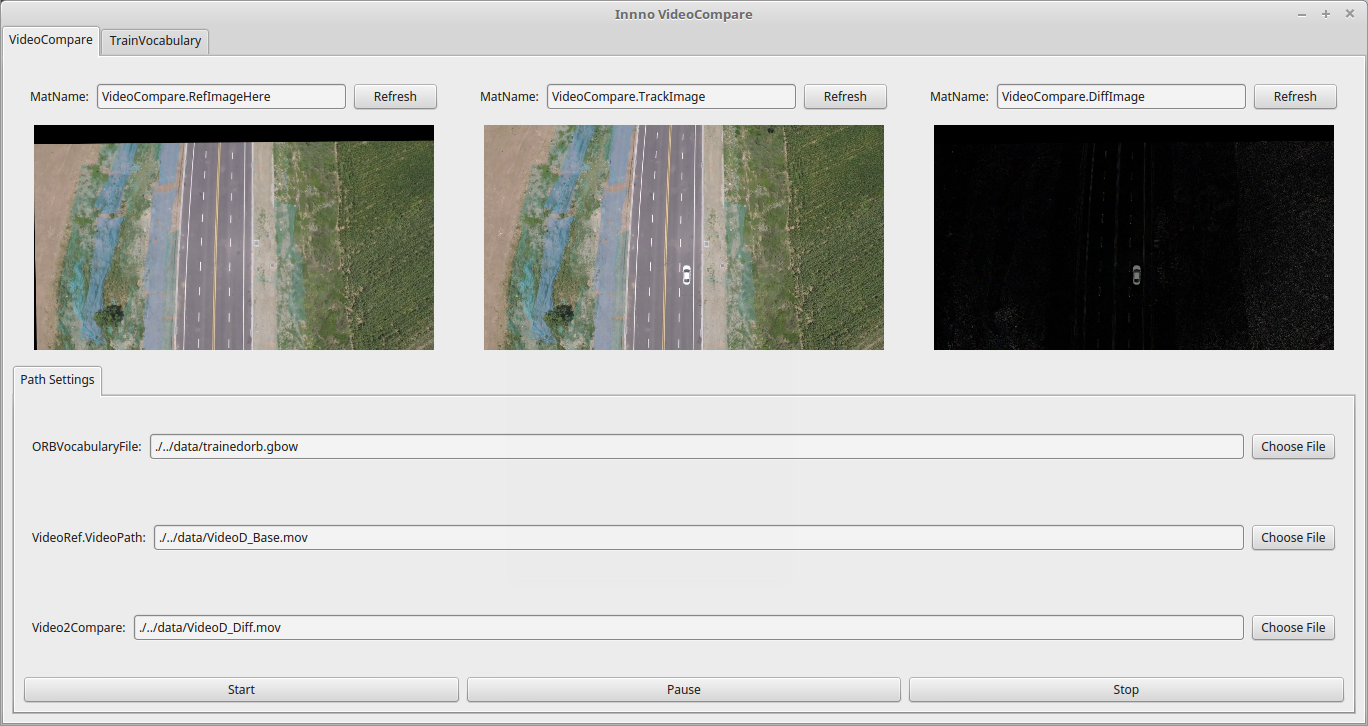 Innno VideoCompare
VideoCompare TrainVocabulary
MatName: VideoCompare.RefImageHere Refresh MatName: VideoCompare.TrackImage Refresh MatName: VideoCompare.DiffImage Refresh
Path Settings
ORBVocabularyFile: ./../data/trainedorb.gbow Choose File
VideoRef.VideoPath: ./../data/VideoD_Base.mov Choose File
Video2Compare: ./../data/VideoD_Diff.mov Choose File
Start Pause Stop